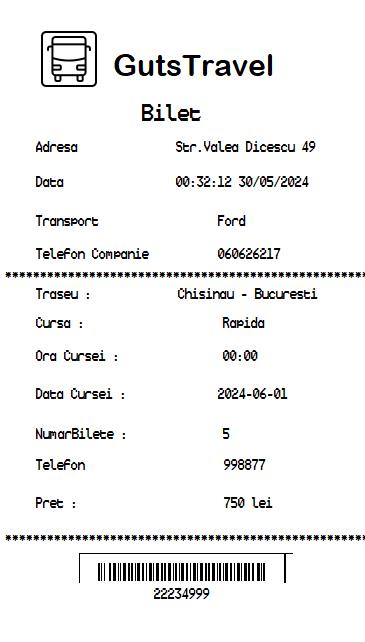 GutsTravel
Bilet
Adresa Str.Valea Dicescu 49
Data 00:32:12 30/05/2024
Transport Ford
Telefon Companie 060626217
***************************************************
Traseu : Chisinau - Bucuresti
Cursa : Rapida
Ora Cursei : 00:00
Data Cursei : 2024-06-01
NumarBilete : 5
Telefon 998877
Pret : 750 lei
***************************************************
22234999